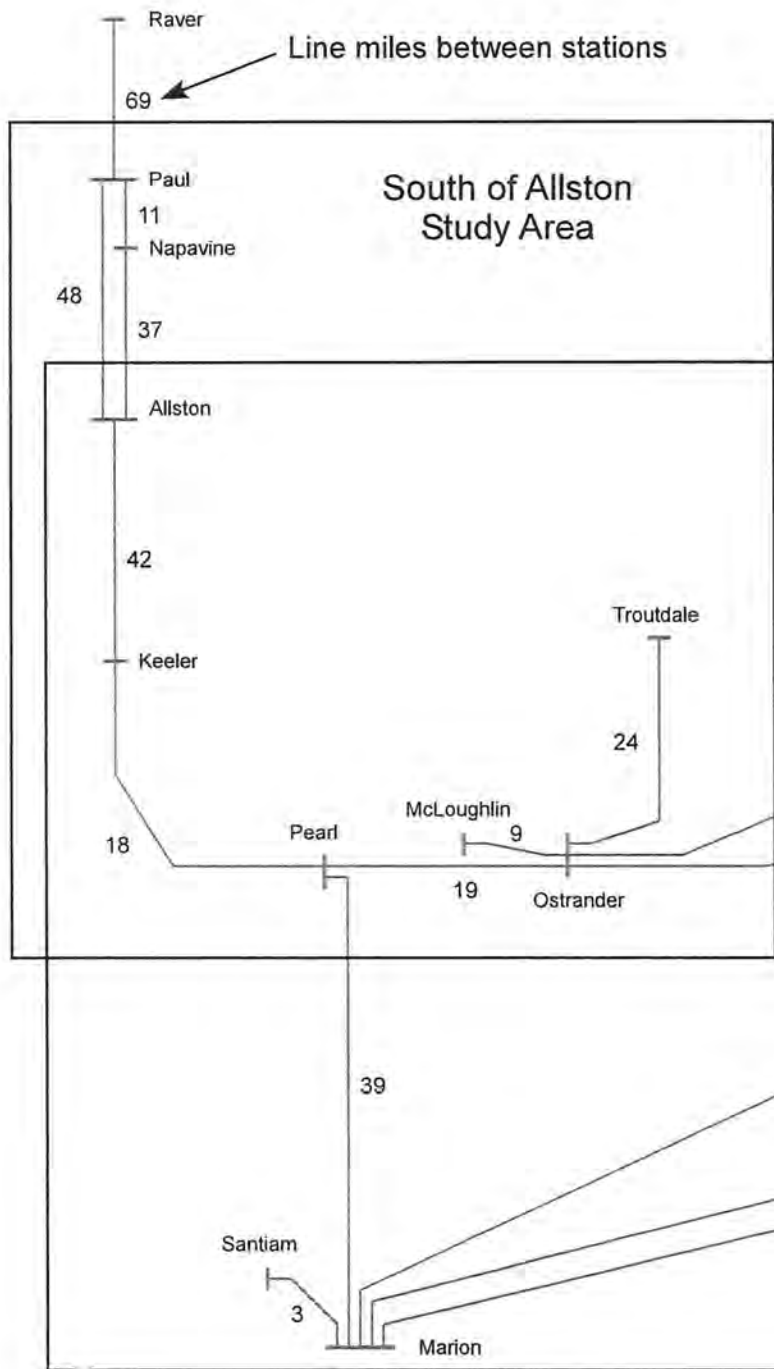 Raver
Line miles between stations
69
Paul
South of Allston
Study Area
11
Napavine
48
37
Allston
42
Troutdale
Keeler
24
McLoughlin
9
Pearl
18
19
Ostrander
39
Santiam
3
Marion